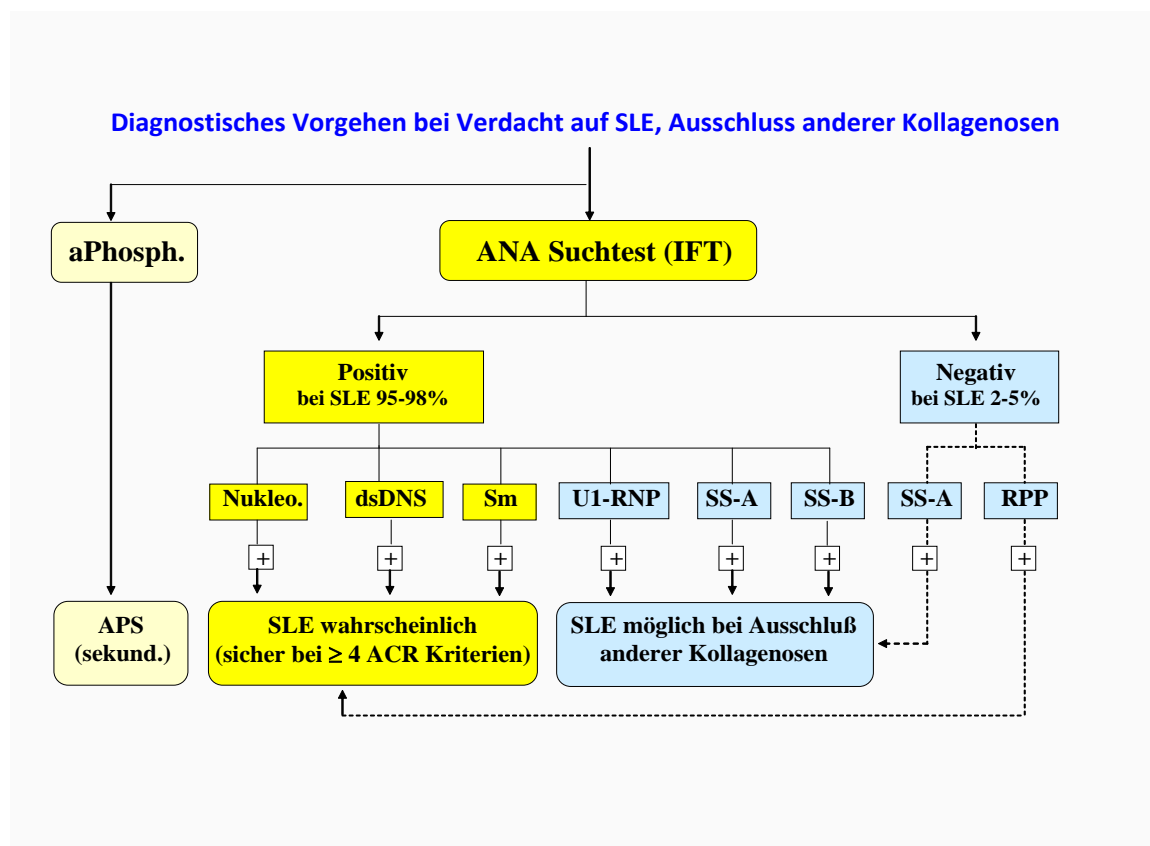 Diagnostisches Vorgehen bei Verdacht auf SLE, Ausschluss anderer Kollagenosen
aPhosph.
ANA Suchtest (IFT)
Positiv
bei SLE 95-98%
Negativ
bei SLE 2-5%
Nukleo.
dsDNS
Sm
U1-RNP
SS-A
SS-B
SS-A
RPP
+
+
+
+
+
+
+
+
APS
(sekund.)
SLE wahrscheinlich
(sicher bei ≥ 4 ACR Kriterien)
SLE möglich bei Ausschluß
anderer Kollagenosen